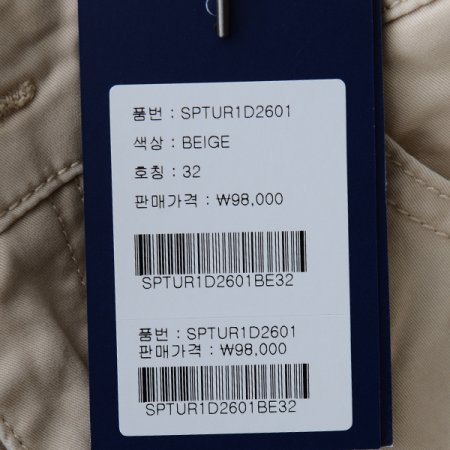 품번 : SPTUR1D2601
색상 : BEIGE
호칭 : 32
판매가격 : ₩98,000
SPTUR1D2601BE32
품번 : SPTUR1D2601
판매가격 : ₩98,000
SPTUR1D2601BE32